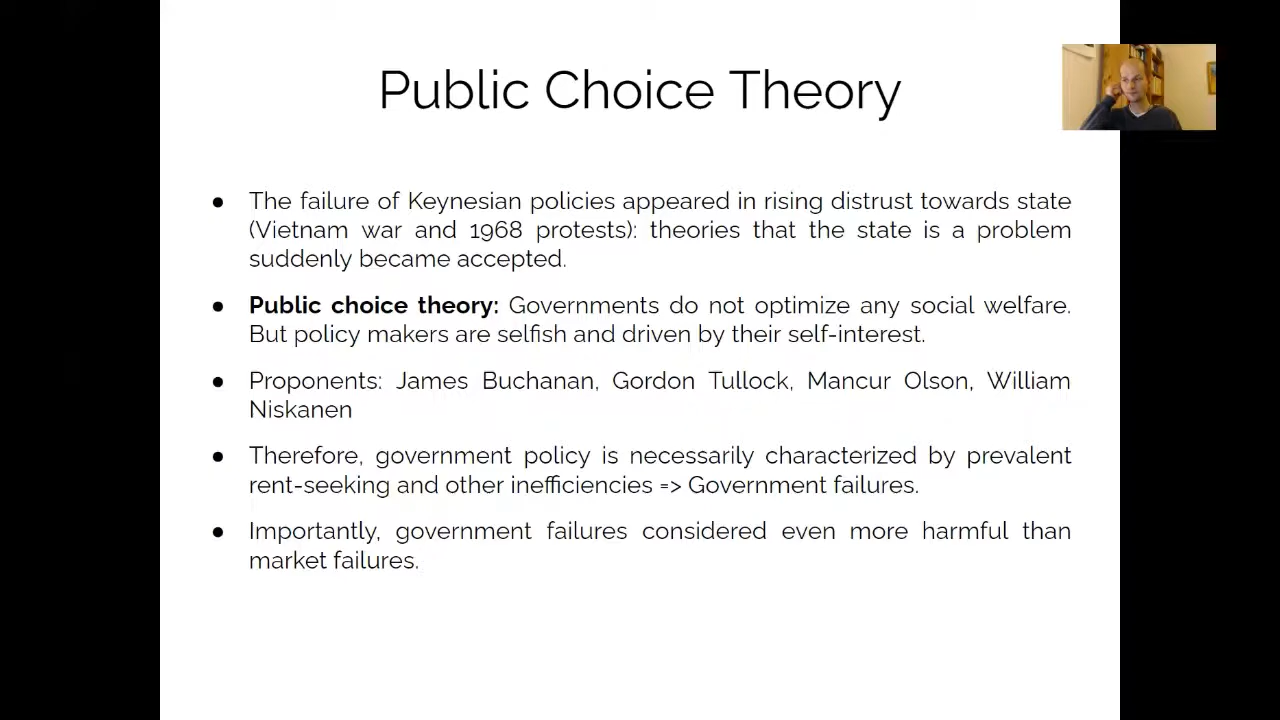 Public Choice Theory
● The failure of Keynesian policies appeared in rising distrust towards state
(Vietnam war and 1968 protests): theories that the state is a problem
suddenly became accepted.
● Public choice theory: Governments do not optimize any social welfare.
But policy makers are selfish and driven by their self-interest.
● Proponents: James Buchanan, Gordon Tullock, Mancur Olson, William
Niskanen
● Therefore, government policy is necessarily characterized by prevalent
rent-seeking and other inefficiencies => Government failures.
● Importantly, government failures considered even more harmful than
market failures.